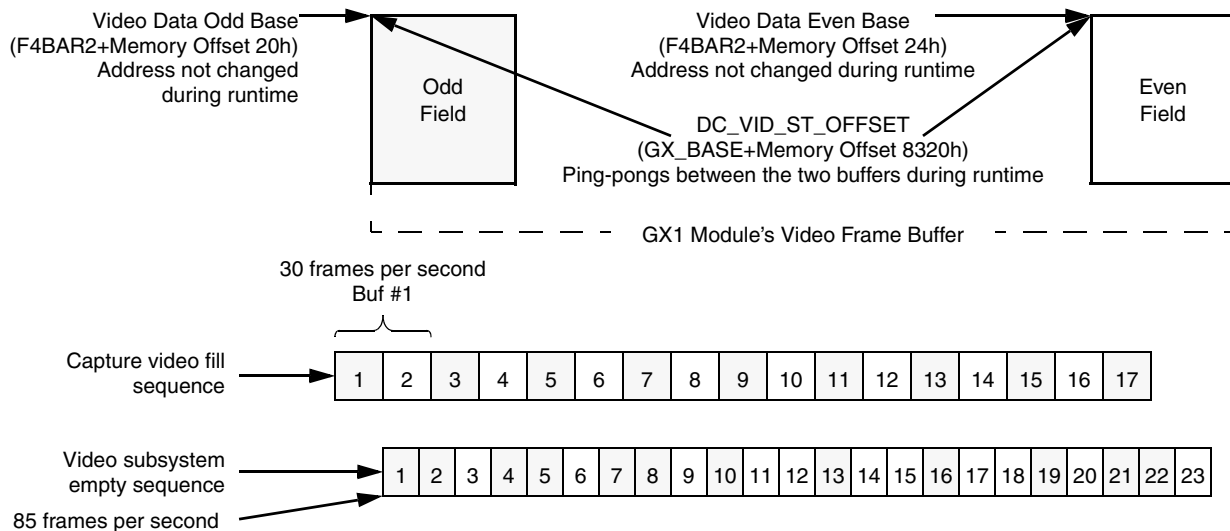 Video Data Odd Base
(F4BAR2+Memory Offset 20h)
Address not changed
during runtime
Odd
Field
Video Data Even Base
(F4BAR2+Memory Offset 24h)
Address not changed during runtime
Even
Field
DC_VID_ST_OFFSET
(GX_BASE+Memory Offset 8320h)
Ping-pongs between the two buffers during runtime
GX1 Module's Video Frame Buffer
30 frames per second
Buf #1
Capture video fill
sequence
1 2 3 4 5 6 7 8 9 10 11 12 13 14 15 16 17
Video subsystem
empty sequence
1 2 3 4 5 6 7 8 9 10 11 12 13 14 15 16 17 18 19 20 21 22 23
85 frames per second